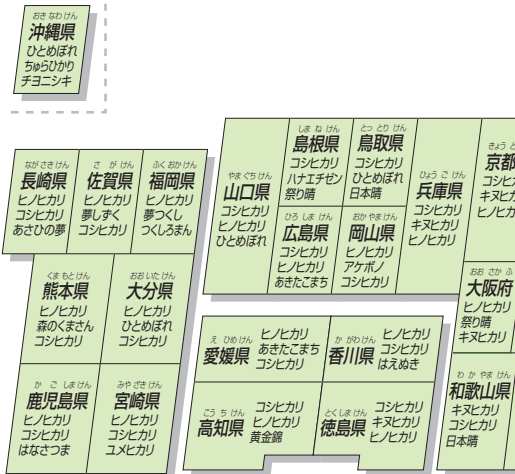 おきなわけん
沖縄県
ひとめぼれ
ちゅらひかり
チヨニシキ
ながさきけん
長崎県
ヒノヒカリ
コシヒカリ
あさひの夢
さがけん
佐賀県
ヒノヒカリ
夢しずく
コシヒカリ
ふくおかけん
福岡県
ヒノヒカリ
夢つくし
つくしろまん
くまもとけん
熊本県
ヒノヒカリ
森のくまさん
コシヒカリ
おおいたけん
大分県
ヒノヒカリ
ひとめぼれ
コシヒカリ
かごしまけん
鹿児島県
ヒノヒカリ
コシヒカリ
はなさつま
みやざきけん
宮崎県
ヒノヒカリ
コシヒカリ
ユメヒカリ
やまぐちけん
山口県
コシヒカリ
ヒノヒカリ
ひとめぼれ
しまねけん
島根県
コシヒカリ
ハナエチゼン
祭り晴
とっとりけん
鳥取県
コシヒカリ
ひとめぼれ
日本晴
ひろしまけん
広島県
コシヒカリ
ヒノヒカリ
あきたこまち
おかやまけん
岡山県
ヒノヒカリ
アケボノ
コシヒカリ
ひょうごけん
兵庫県
コシヒカリ
キヌヒカリ
ヒノヒカリ
きょうと
京都
コシヒ
キヌヒカ
ヒノヒカ
おおさかふ
大阪府
ヒノヒカリ
祭り晴
キヌヒカリ
わかやまけん
和歌山県
キヌヒカリ
コシヒカリ
日本晴
えひめけん
愛媛県
ヒノヒカリ
あきたこまち
コシヒカリ
かがわけん
香川県
ヒノヒカリ
コシヒカリ
はえぬき
こうちけん
高知県
コシヒカリ
ヒノヒカリ
黄金錦
とくしまけん
徳島県
コシヒカリ
キヌヒカリ
ヒノヒカリ